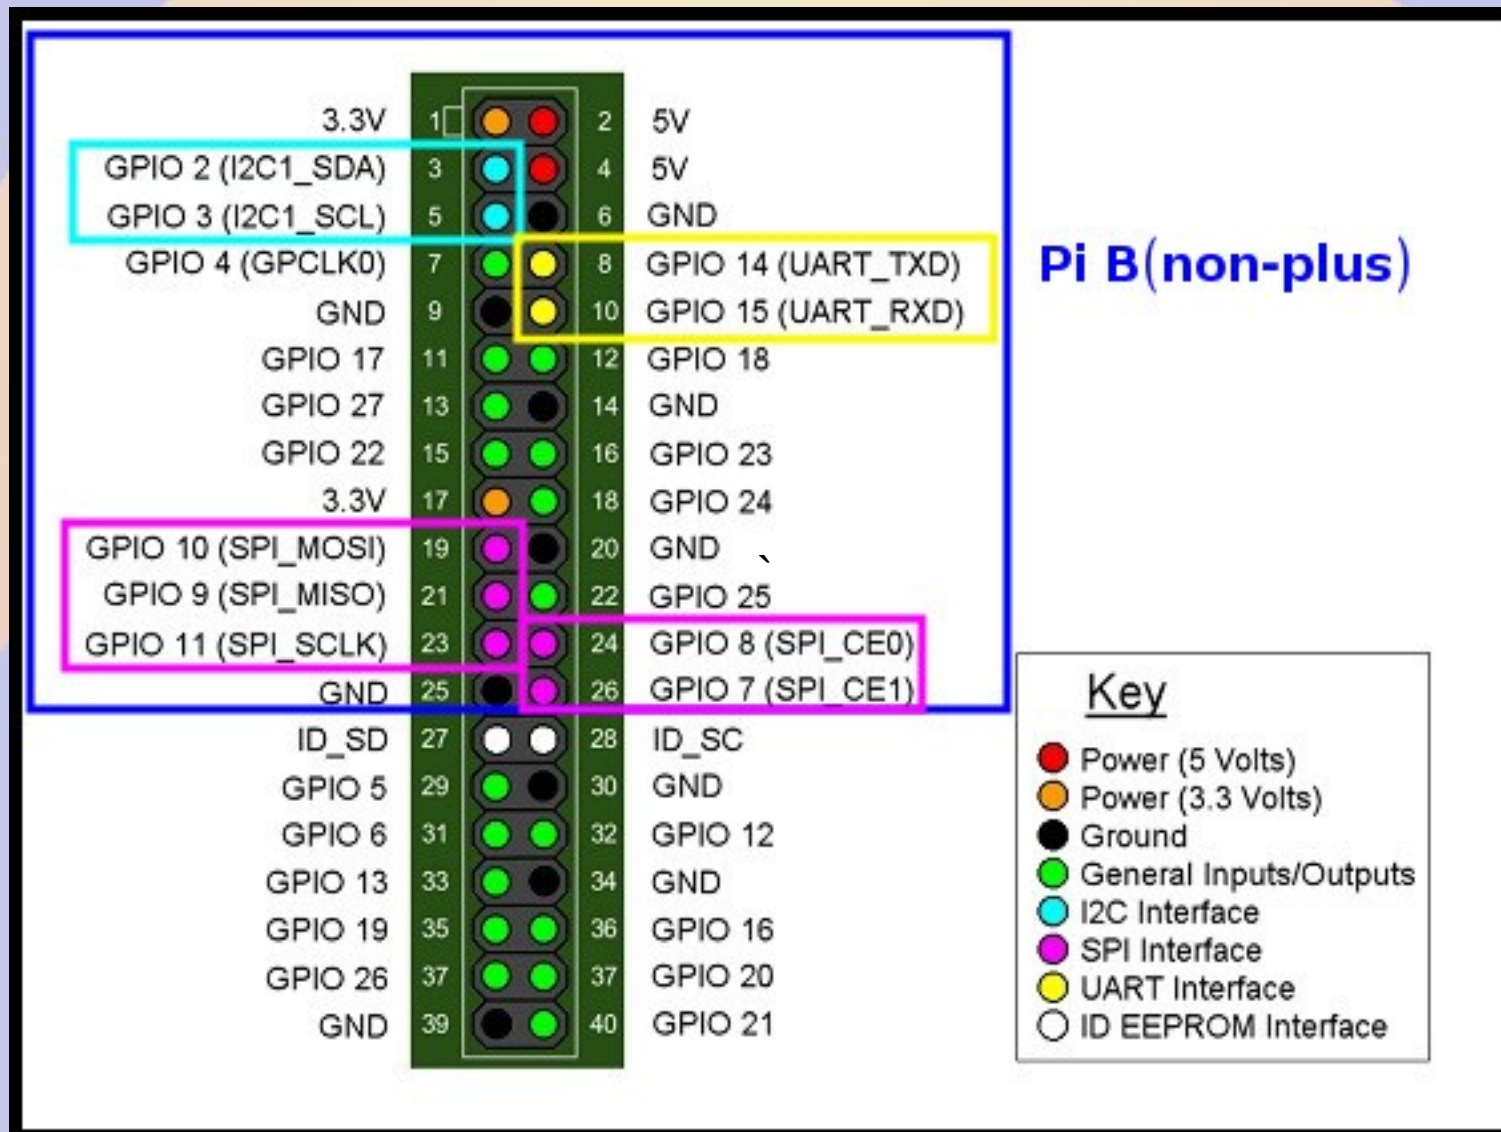 3.3V 1 2 5V
GPIO 2 (I2C1_SDA) 3 4 5V
GPIO 3 (I2C1_SCL) 5 6 GND
GPIO 4 (GPCLK0) 7 8 GPIO 14 (UART_TXD)
Pi B(non-plus)
GND 9 10 GPIO 15 (UART_RXD)
GPIO 17 11 12 GPIO 18
GPIO 27 13 14 GND
GPIO 22 15 16 GPIO 23
3.3V 17 18 GPIO 24
GPIO 10 (SPI_MOSI) 19 20 GND `
GPIO 9 (SPI_MISO) 21 22 GPIO 25
GPIO 11 (SPI_SCLK) 23 24 GPIO 8 (SPI_CE0)
GND 25 26 GPIO 7 (SPI_CE1)
ID_SD 27 28 ID_SC
GPIO 5 29 30 GND
GPIO 6 31 32 GPIO 12
GPIO 13 33 34 GND
GPIO 19 35 36 GPIO 16
GPIO 26 37 37 GPIO 20
GND 39 40 GPIO 21
Key
Power (5 Volts)
Power (3.3 Volts)
Ground
General Inputs/Outputs
I2C Interface
SPI Interface
UART Interface
ID EEPROM Interface